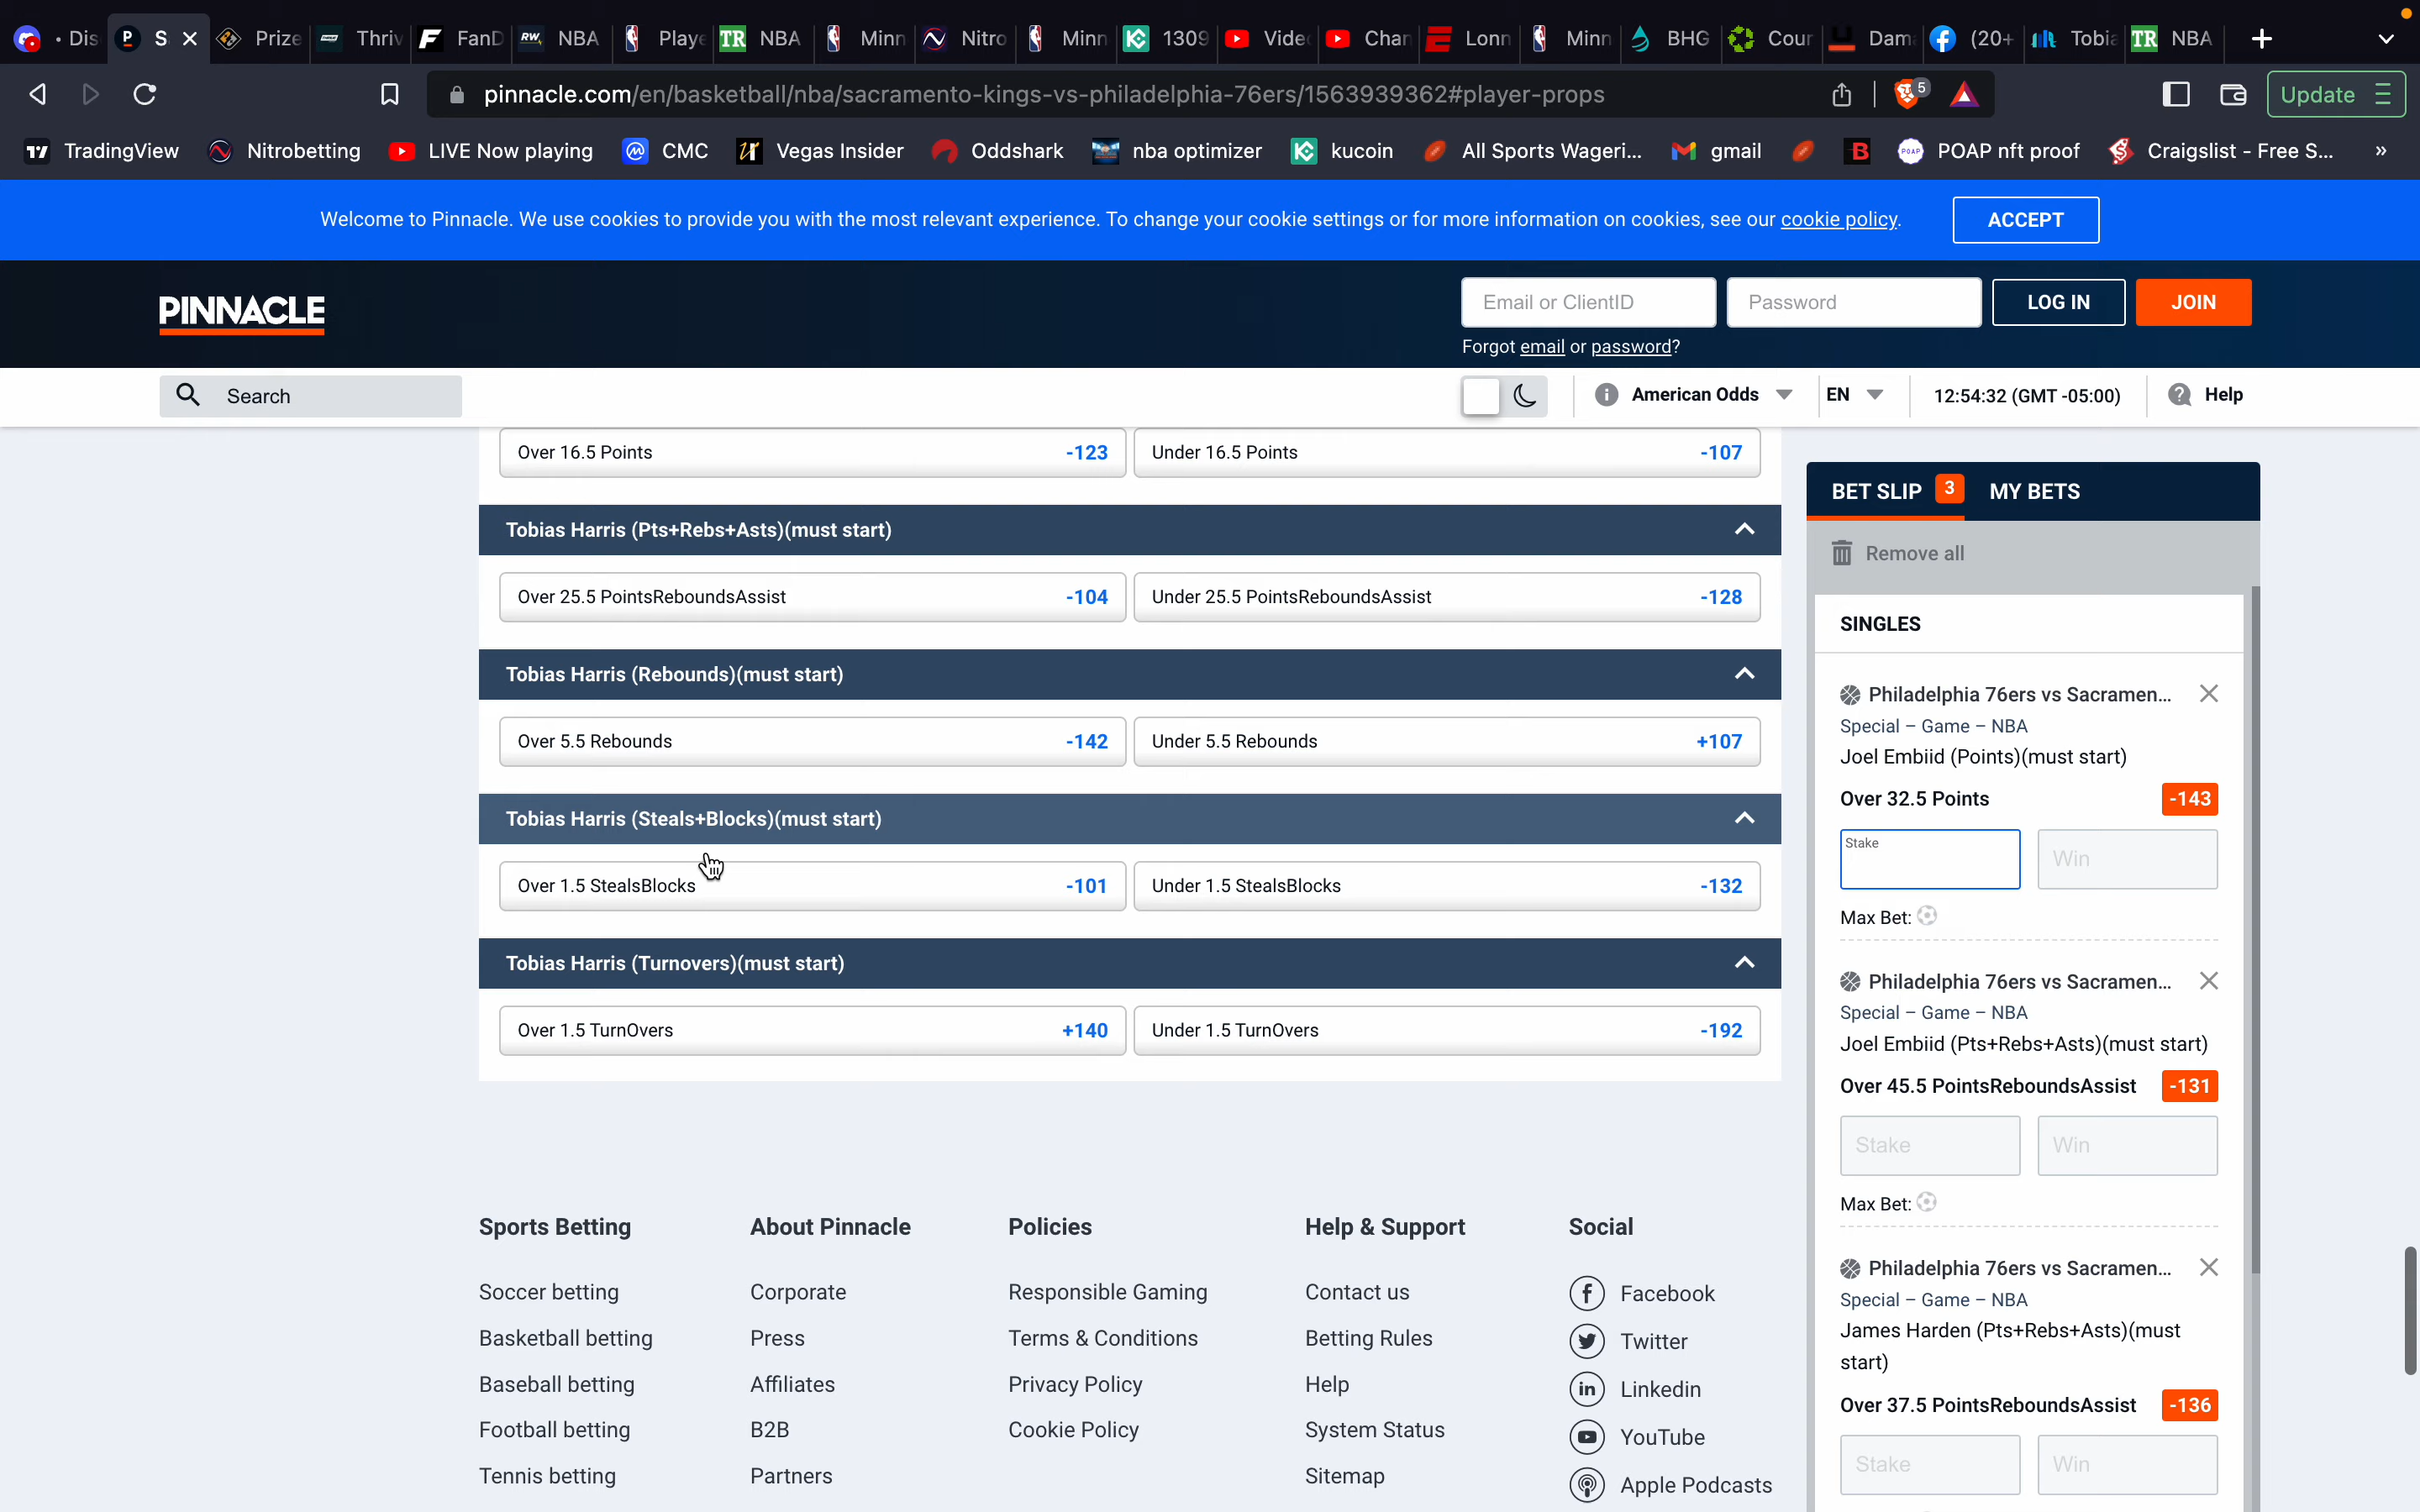 Dis
S
Prize
Thriv
FanD
NBA
Playe
TR NBA
Minn
Nitro
Minn
1309
Vide
Chan
Lonn
Minn
BHG
Cour
Dama
(20+
Tobia
TR NBA
pinnacle.com/en/basketball/nba/sacramento-kings-vs-philadelphia-76ers/1563939362#player-props
5
Update
TradingView
Nitrobetting
LIVE Now playing
CMC
Vegas Insider
Oddshark
nba optimizer
kucoin
All Sports Wageri...
gmail
POAP nft proof
Craigslist - Free S...
»
Welcome to Pinnacle. We use cookies to provide you with the most relevant experience. To change your cookie settings or for more information on cookies, see our cookie policy.
ACCEPT
PINNACLE
Email or ClientID
Password
LOG IN
JOIN
Forgot email or password?
Search
American Odds
EN
12:54:32 (GMT -05:00)
Help
Over 16.5 Points -123
Under 16.5 Points -107
Tobias Harris (Pts+Rebs+Asts)(must start)
Over 25.5 PointsReboundsAssist -104
Under 25.5 PointsReboundsAssist -128
Tobias Harris (Rebounds)(must start)
Over 5.5 Rebounds -142
Under 5.5 Rebounds +107
Tobias Harris (Steals+Blocks)(must start)
Over 1.5 StealsBlocks -101
Under 1.5 StealsBlocks -132
Tobias Harris (Turnovers)(must start)
Over 1.5 TurnOvers +140
Under 1.5 TurnOvers -192
BET SLIP 3
MY BETS
Remove all
SINGLES
Philadelphia 76ers vs Sacramen...
Special – Game – NBA
Joel Embiid (Points)(must start)
Over 32.5 Points -143
Stake
Win
Max Bet:
Philadelphia 76ers vs Sacramen...
Special – Game – NBA
Joel Embiid (Pts+Rebs+Asts)(must start)
Over 45.5 PointsReboundsAssist -131
Stake
Win
Max Bet:
Philadelphia 76ers vs Sacramen...
Special – Game – NBA
James Harden (Pts+Rebs+Asts)(must
start)
Over 37.5 PointsReboundsAssist -136
Stake
Win
Sports Betting
Soccer betting
Basketball betting
Baseball betting
Football betting
Tennis betting
About Pinnacle
Corporate
Press
Affiliates
B2B
Partners
Policies
Responsible Gaming
Terms & Conditions
Privacy Policy
Cookie Policy
Help & Support
Contact us
Betting Rules
Help
System Status
Sitemap
Social
Facebook
Twitter
Linkedin
YouTube
Apple Podcasts